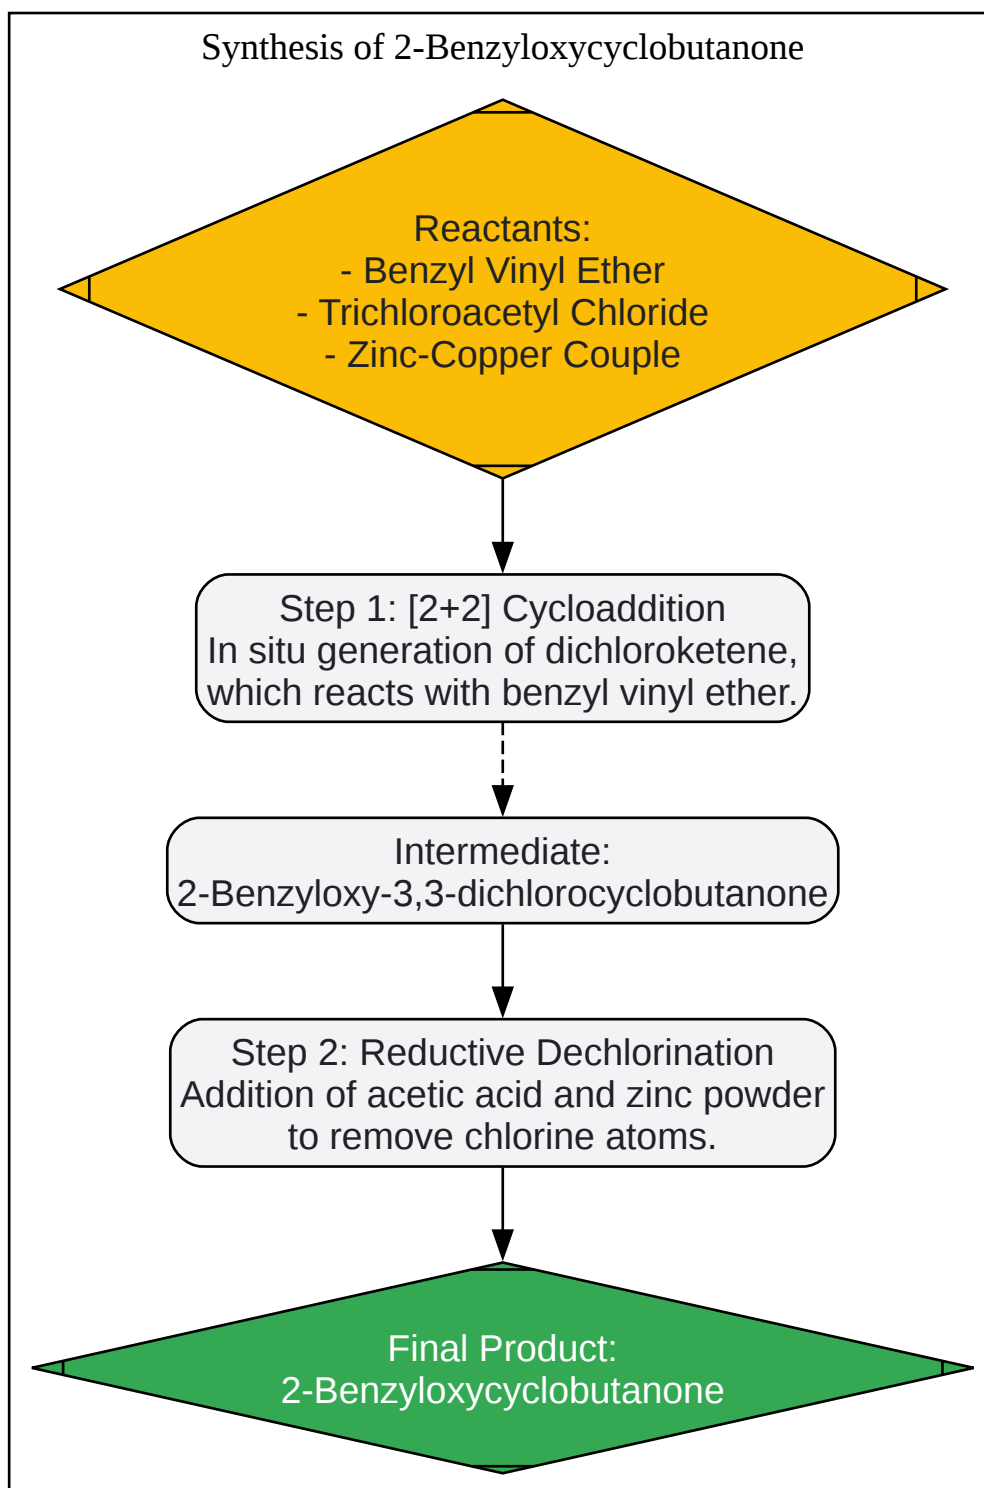 Synthesis of 2-Benzyloxycyclobutanone
Reactants:
- Benzyl Vinyl Ether
- Trichloroacetyl Chloride
- Zinc-Copper Couple
Step 1: [2+2] Cycloaddition
In situ generation of dichloroketene,
which reacts with benzyl vinyl ether.
Intermediate:
2-Benzyloxy-3,3-dichlorocyclobutanone
Step 2: Reductive Dechlorination
Addition of acetic acid and zinc powder
to remove chlorine atoms.
Final Product:
2-Benzyloxycyclobutanone